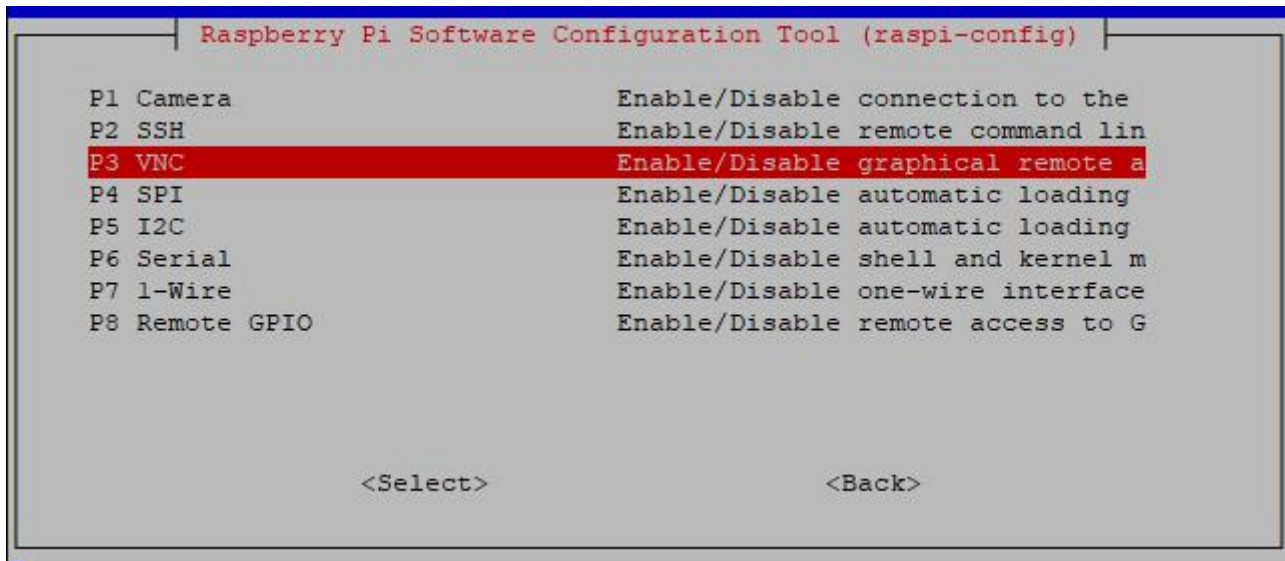 Raspberry Pi Software Configuration Tool (raspi-config)
P1 Camera Enable/Disable connection to the
P2 SSH Enable/Disable remote command lin
P3 VNC Enable/Disable graphical remote a
P4 SPI Enable/Disable automatic loading
P5 I2C Enable/Disable automatic loading
P6 Serial Enable/Disable shell and kernel m
P7 1-Wire Enable/Disable one-wire interface
P8 Remote GPIO Enable/Disable remote access to G
<Select> <Back>